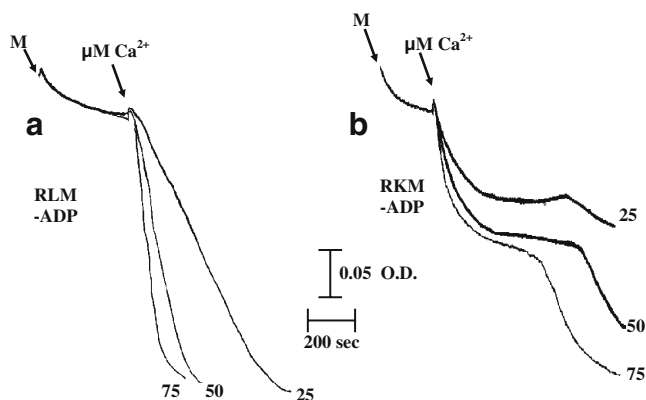 M
μM Ca²⁺
a
RLM
-ADP
75
50
25
M
μM Ca²⁺
b
RKM
-ADP
25
50
75
0.05 O.D.
200 sec